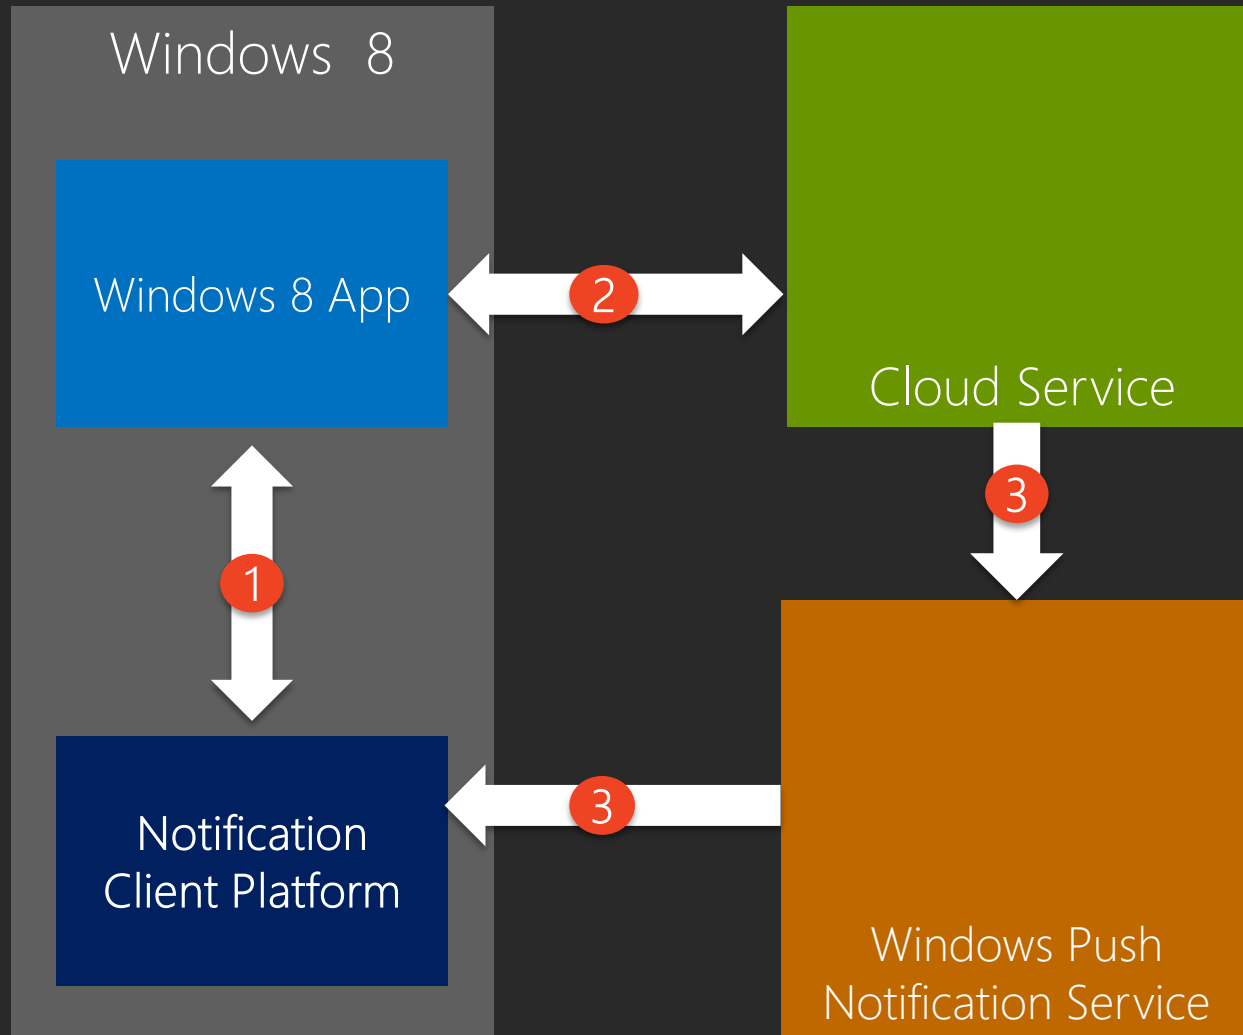 Windows 8
Windows 8 App
2
Cloud Service
3
1
3
Notification
Client Platform
Windows Push
Notification Service